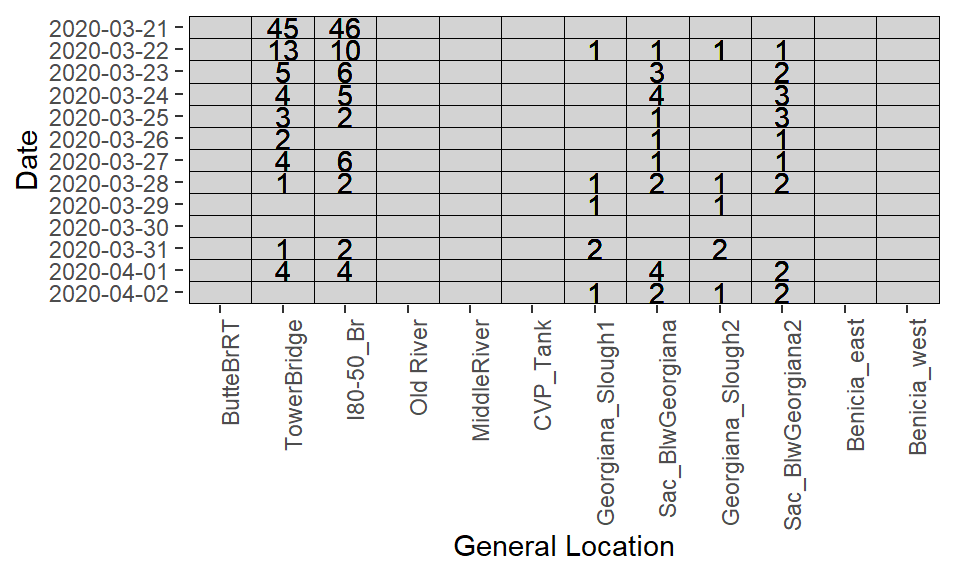 Date
2020-03-21 45 46
2020-03-22 13 10 1 1 1 1
2020-03-23 5 6 3 2
2020-03-24 4 5 4 3
2020-03-25 3 2 1 3
2020-03-26 2 1 1
2020-03-27 4 6 1 1
2020-03-28 1 2 1 2 1 2
2020-03-29 1 1
2020-03-30
2020-03-31 1 2 2 2
2020-04-01 4 4 4 2
2020-04-02 1 2 1 2
ButteBrRT
TowerBridge
I80-50_Br
Old River
MiddleRiver
CVP_Tank
Georgiana_Slough1
Sac_BlwGeorgiana
Georgiana_Slough2
Sac_BlwGeorgiana2
Benicia_east
Benicia_west
General Location